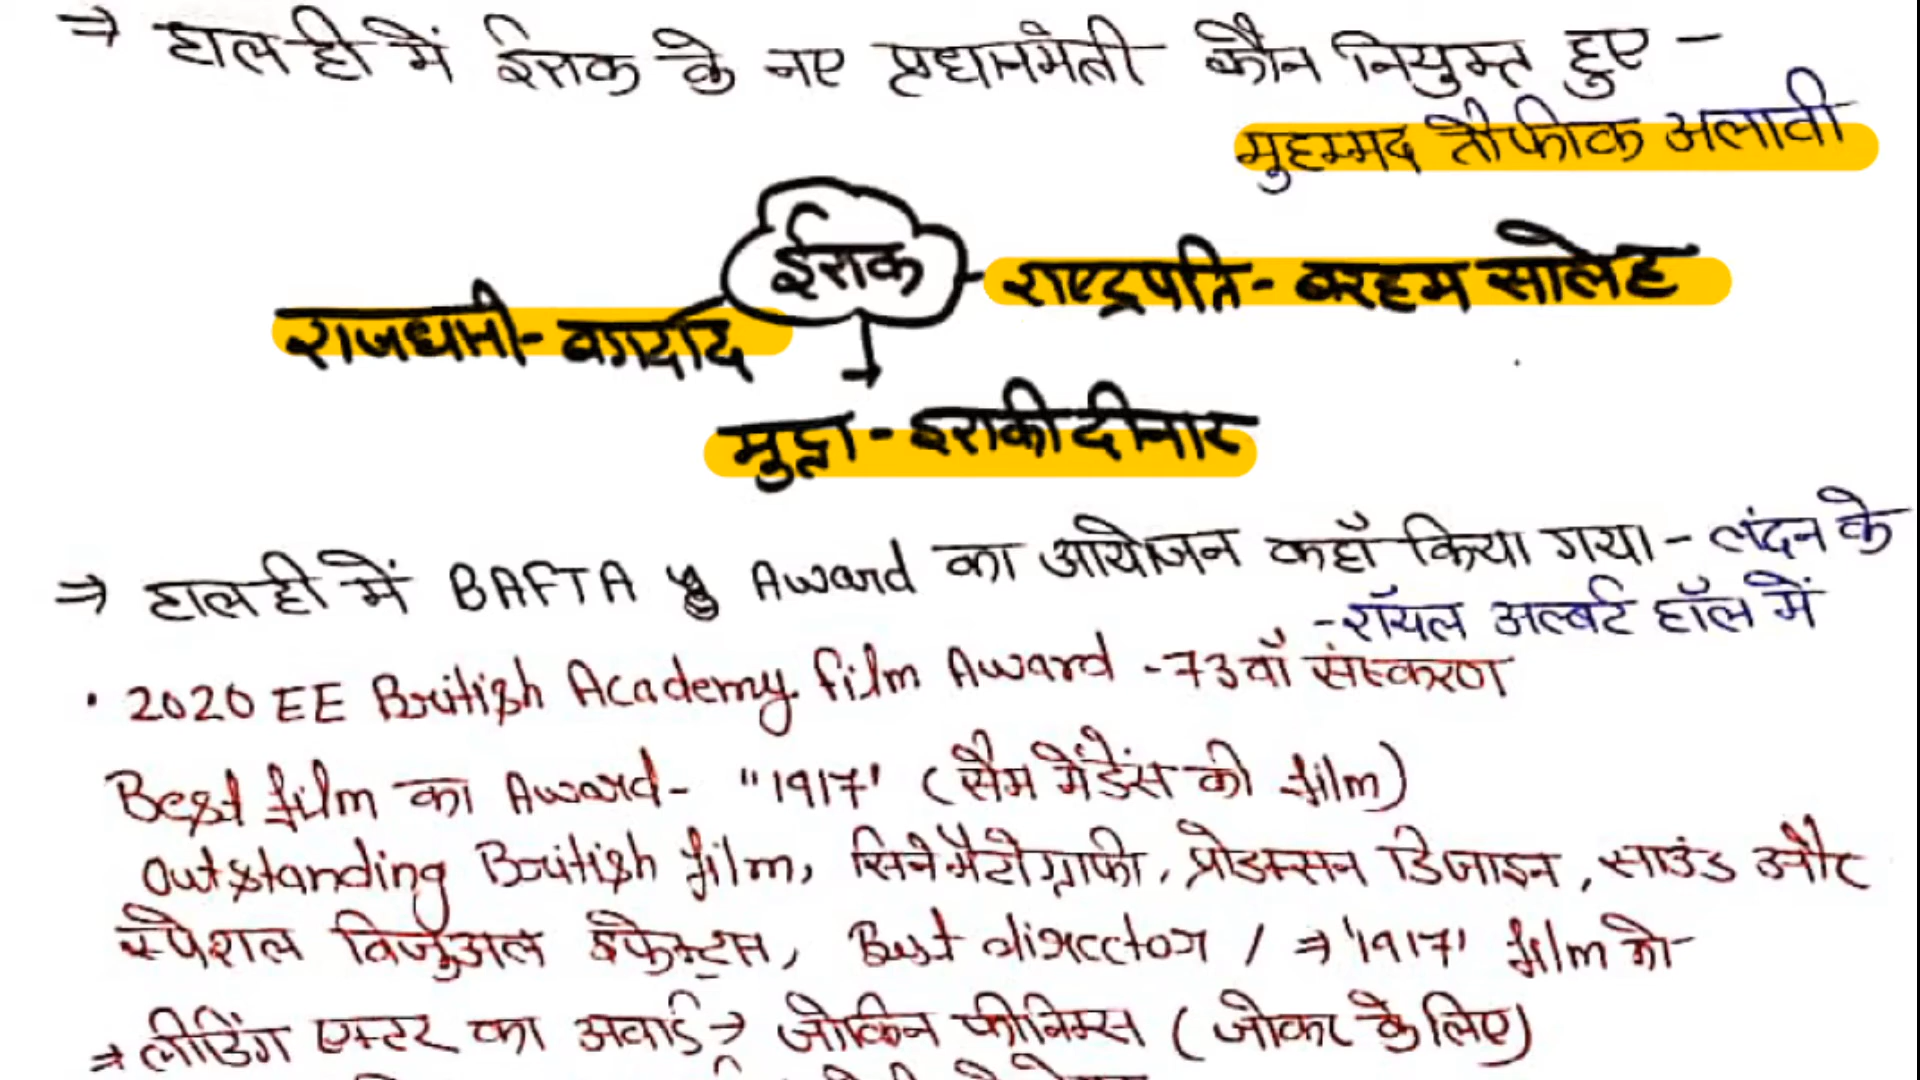 ⇒ हाल ही में ईराक के नए प्रधानमंत्री कौन नियुक्त हुए -
मुहम्मद तौफीक अलावी
ईराक
राष्ट्रपति - बरहम सालेह
राजधानी - बगदाद
मुद्रा - इराकी दीनार
⇒ हाल ही में BAFTA Award का आयोजन कहाँ किया गया - लंदन के
- रॉयल अल्बर्ट हॉल में
• 2020 EE British Academy film Award - 73वाँ संस्करण
Best film का Award - "1917' (सैम मेंडेंस की film)
Outstanding British film, सिनेमैटोग्राफी, प्रोडक्सन डिजाइन, साउंड और
स्पेशल विजुअल इफेक्ट्स, Best director / ⇒ '1917' film को
⇒ लीडिंग एक्टर का अवार्ड → जोकिन फीनिक्स (जोकर के लिए)